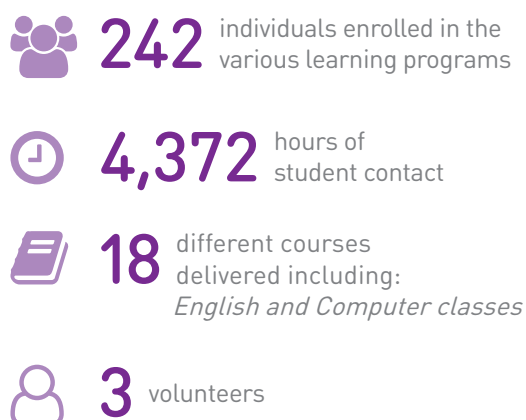 242 individuals enrolled in the
various learning programs
4,372 hours of
student contact
18 different courses
delivered including:
English and Computer classes
3 volunteers